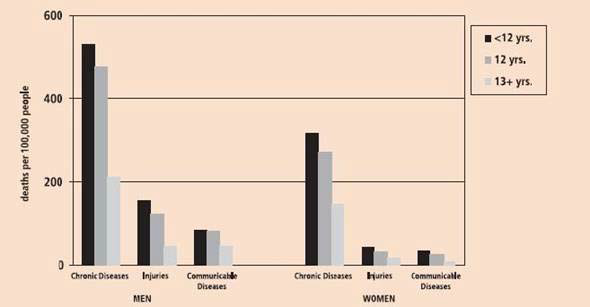 600
400
200
0
deaths per 100,000 people
<12 yrs.
12 yrs.
13+ yrs.
Chronic Diseases
Injuries
Communicable
Diseases
MEN
Chronic Diseases
Injuries
Communicable
Diseases
WOMEN